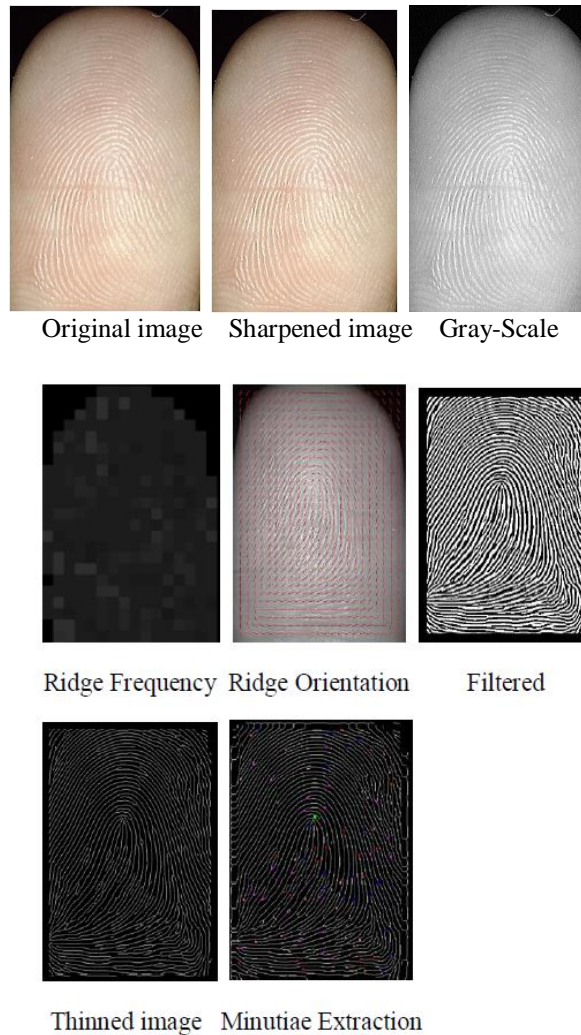 Original image Sharpened image Gray-Scale
Ridge Frequency Ridge Orientation Filtered
Thinned image Minutiae Extraction